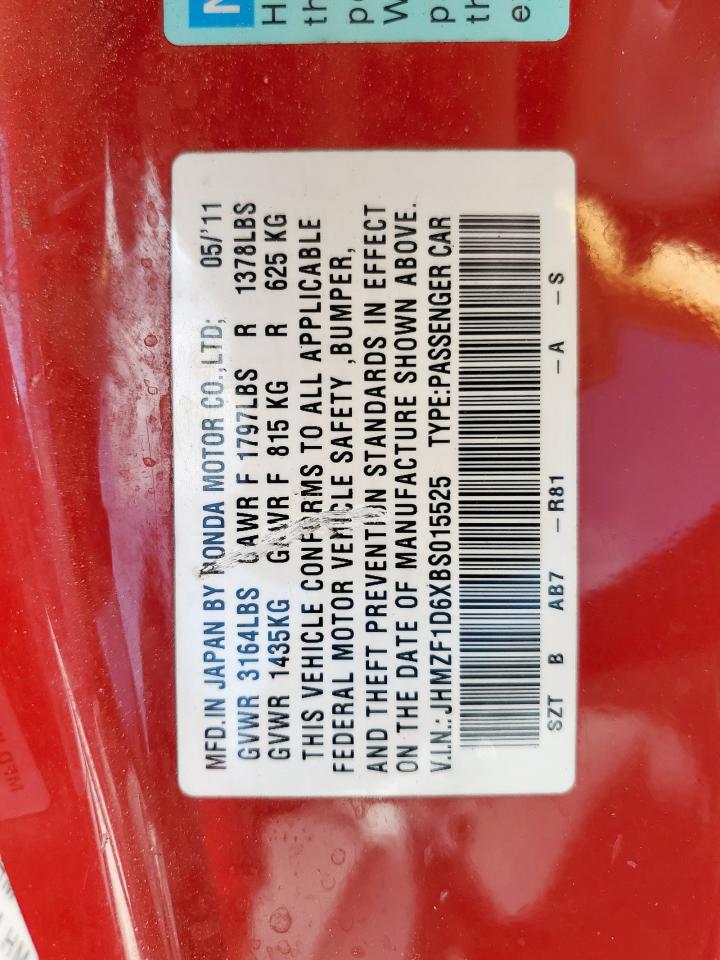 MFD.IN JAPAN BY HONDA MOTOR CO.,LTD; 05/'11
GVWR 3164LBS GAWR F 1797LBS R 1378LBS
GVWR 1435KG GAWR F 815 KG R 625 KG
THIS VEHICLE CONFIRMS TO ALL APPLICABLE
FEDERAL MOTOR VEHICLE SAFETY ,BUMPER,
AND THEFT PREVENTIN STANDARDS IN EFFECT
ON THE DATE OF MANUFACTURE SHOWN ABOVE.
V.I.N.: JHMZF1D6XBS015525 TYPE:PASSENGER CAR
SZT B AB7 -R81 -A -S